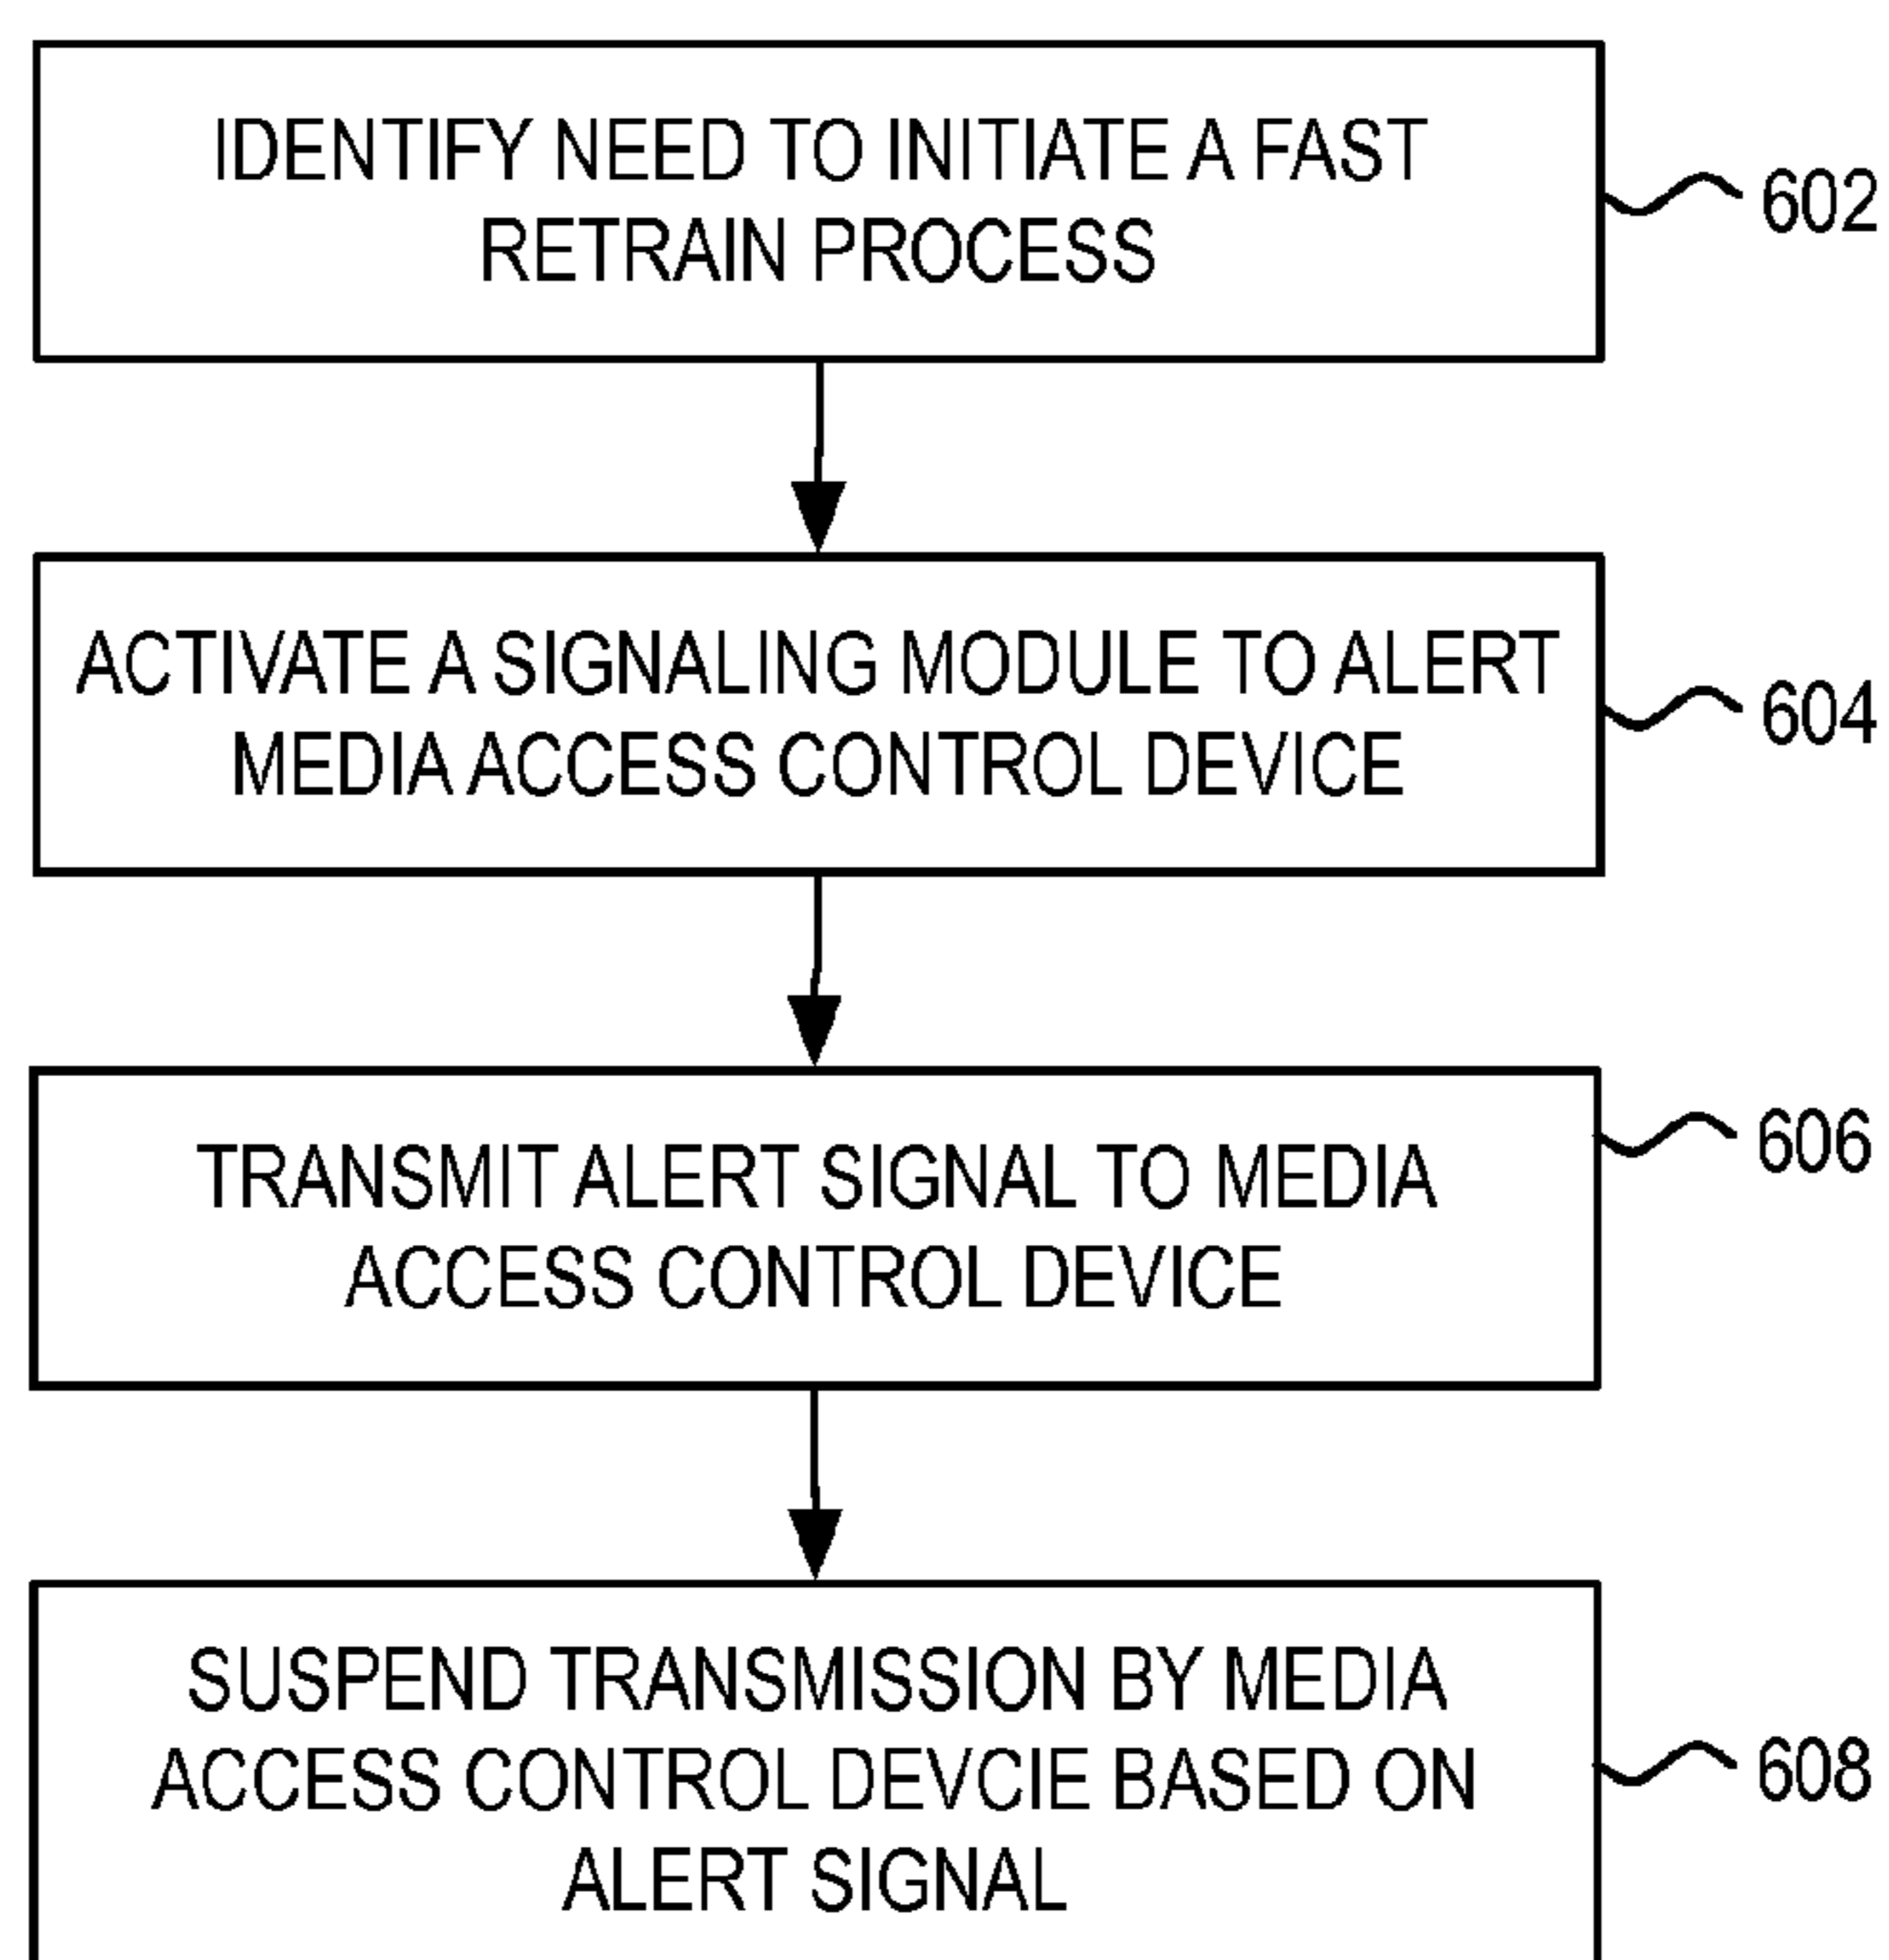 IDENTIFY NEED TO INITIATE A FAST
RETRAIN PROCESS
602
ACTIVATE A SIGNALING MODULE TO ALERT
MEDIA ACCESS CONTROL DEVICE
604
TRANSMIT ALERT SIGNAL TO MEDIA
ACCESS CONTROL DEVICE
606
SUSPEND TRANSMISSION BY MEDIA
ACCESS CONTROL DEVCIE BASED ON
ALERT SIGNAL
608